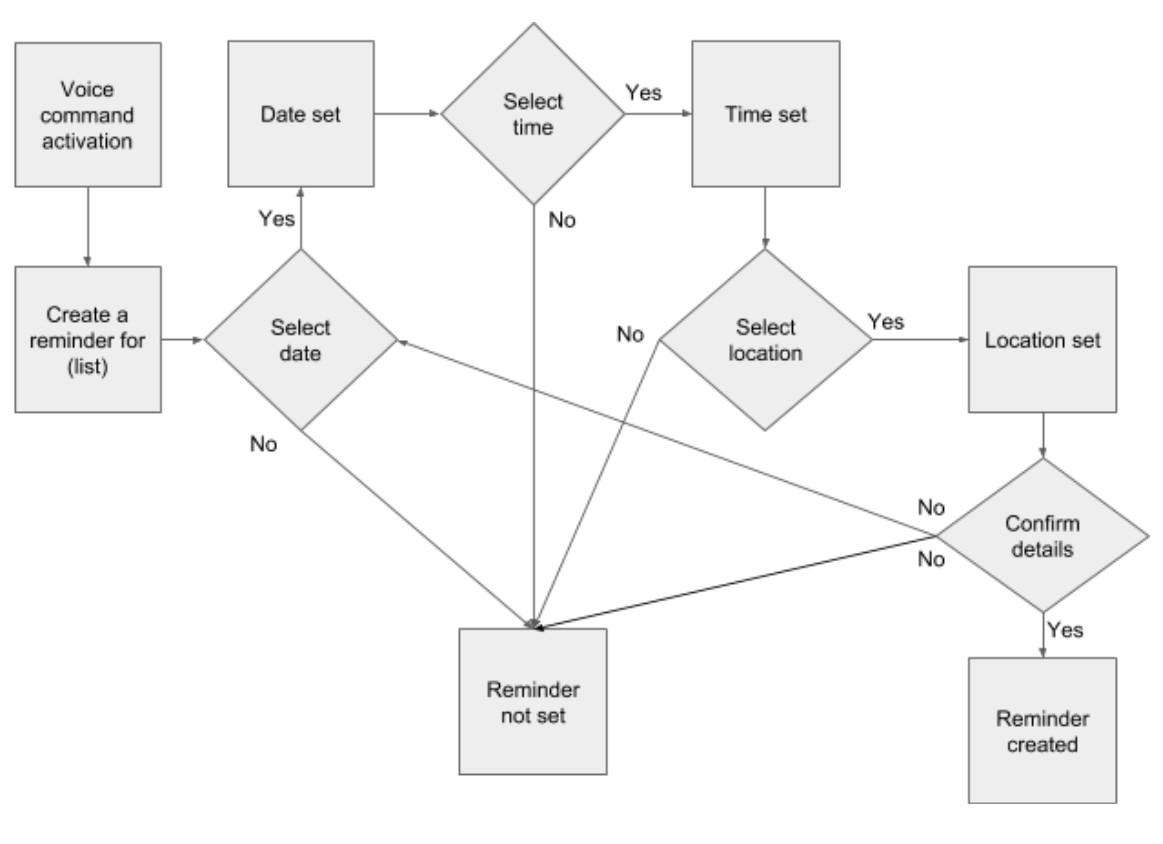 Voice
command
activation
Date set
Select
time
Yes
Time set
Yes
No
Create a
reminder for
(list)
Select
date
No
Select
location
Yes
Location set
No
No
Confirm
details
No
Yes
Reminder
not set
Reminder
created